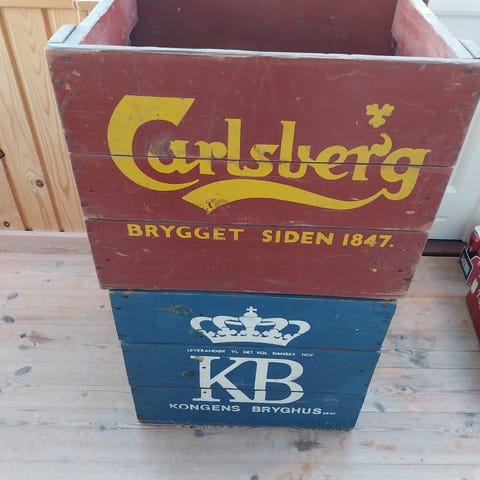 Carlsberg
BRYGGET SIDEN 1847.
LEVERANDØR TIL DET KGL. DANSKE HOF
KB
KONGENS BRYGHUS